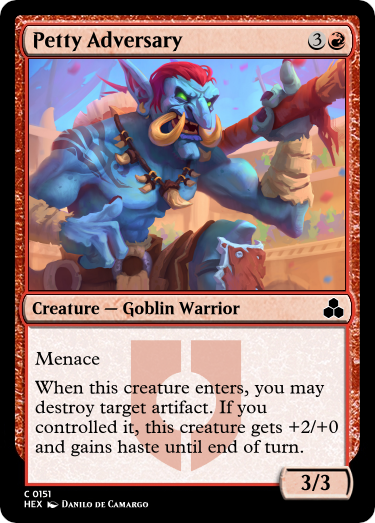 Petty Adversary 3
Creature — Goblin Warrior
Menace
When this creature enters, you may
destroy target artifact. If you
controlled it, this creature gets +2/+0
and gains haste until end of turn.
3/3
C 0151
HEX Danilo de Camargo